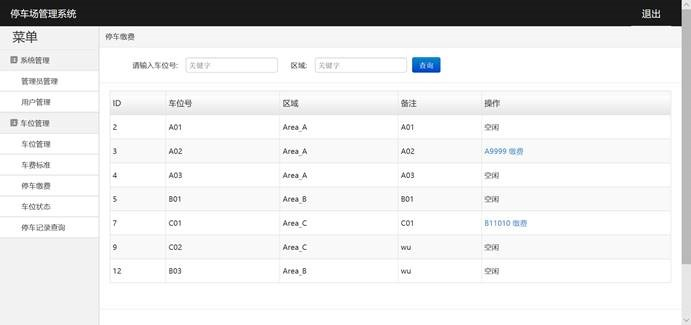 停车场管理系统 退出
菜单
系统管理
管理员管理
用户管理
车位管理
车位管理
车费标准
停车缴费
车位状态
停车记录查询
停车缴费
请输入车位号: 关键字 区域: 关键字 查询
ID 车位号 区域 备注 操作
2 A01 Area_A A01 空闲
3 A02 Area_A A02 A9999 缴费
4 A03 Area_A A03 空闲
5 B01 Area_B B01 空闲
7 C01 Area_C C01 B11010 缴费
9 C02 Area_C wu 空闲
12 B03 Area_B wu 空闲